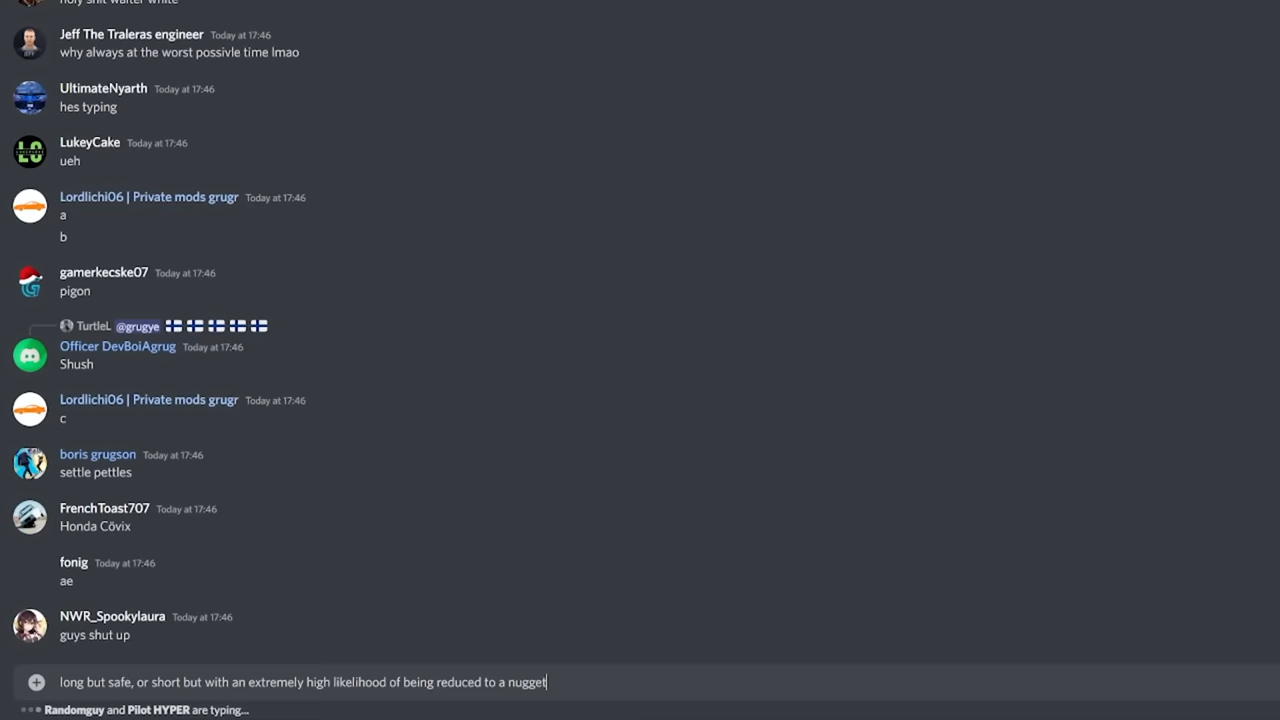 holy shit walter white
Jeff The Traleras engineer Today at 17:46
why always at the worst possivle time lmao
UltimateNyarth Today at 17:46
hes typing
LO
LukeyCake Today at 17:46
ueh
Lordlichi06 | Private mods grugr Today at 17:46
a
b
gamerkecske07 Today at 17:46
pigon
TurtleL @grugye 🇫🇮 🇫🇮 🇫🇮 🇫🇮 🇫🇮
Officer DevBoiAgrug Today at 17:46
Shush
Lordlichi06 | Private mods grugr Today at 17:46
c
boris grugson Today at 17:46
settle pettles
FrenchToast707 Today at 17:46
Honda Cövix
fonig Today at 17:46
ae
NWR_Spookylaura Today at 17:46
guys shut up
long but safe, or short but with an extremely high likelihood of being reduced to a nugget
Randomguy and Pilot HYPER are typing...